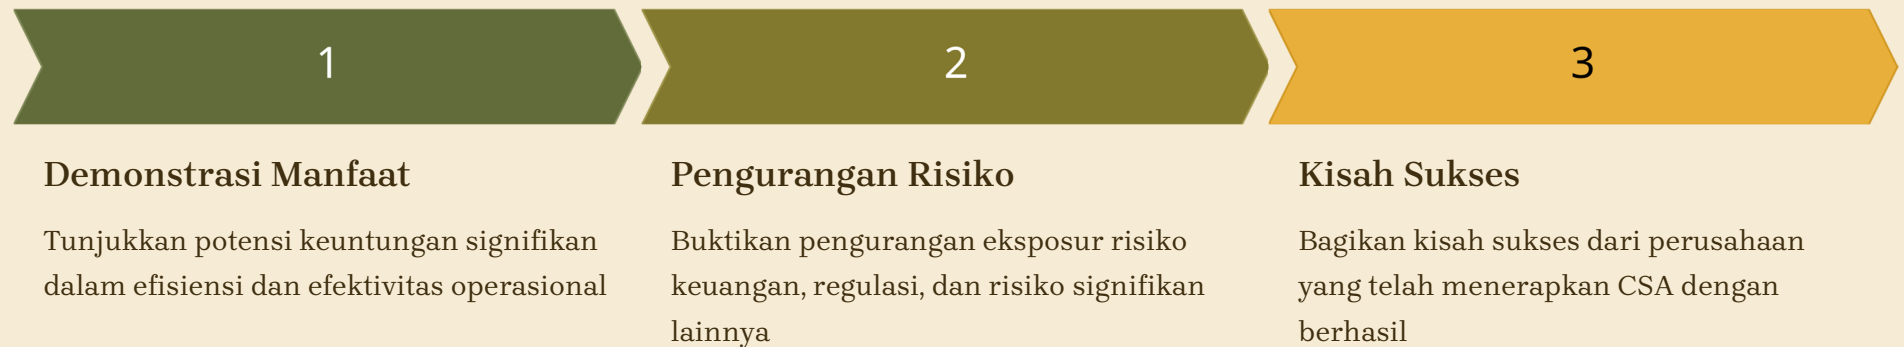 1
Demonstrasi Manfaat
Tunjukkan potensi keuntungan signifikan
dalam efisiensi dan efektivitas operasional
2
Pengurangan Risiko
Buktikan pengurangan eksposur risiko
keuangan, regulasi, dan risiko signifikan
lainnya
3
Kisah Sukses
Bagikan kisah sukses dari perusahaan
yang telah menerapkan CSA dengan
berhasil